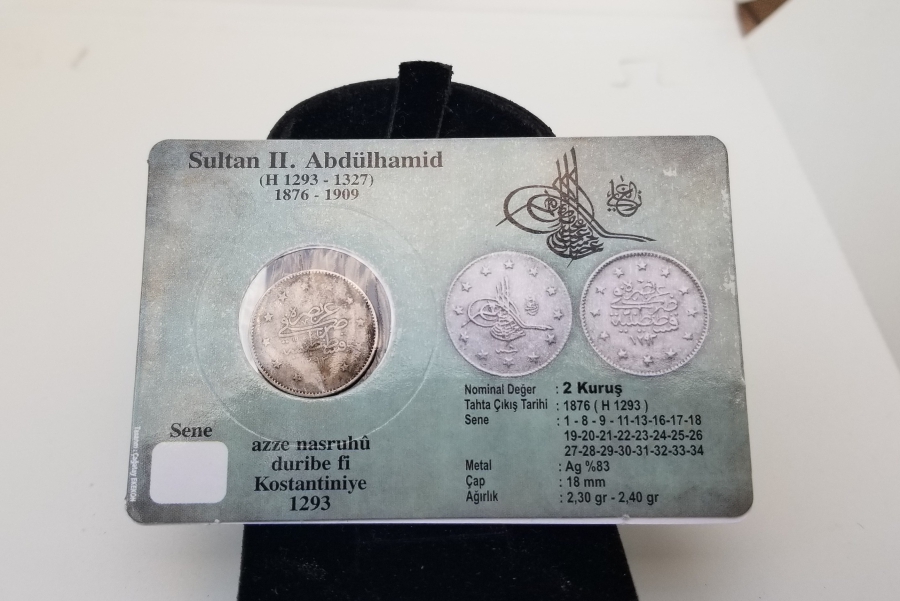 Sultan II. Abdülhamid
(H 1293 - 1327)
1876 - 1909
١٢٩٣
Nominal Değer : 2 Kuruş
Tahta Çıkış Tarihi : 1876 ( H 1293 )
Sene : 1 - 8 - 9 - 11-13-16-17-18
19-20-21-22-23-24-25-26
27-28-29-30-31-32-33-34
Metal : Ag %83
Çap : 18 mm
Ağırlık : 2,30 gr - 2,40 gr
Sene
azze nasruhû
duribe fi
Kostantiniye
1293